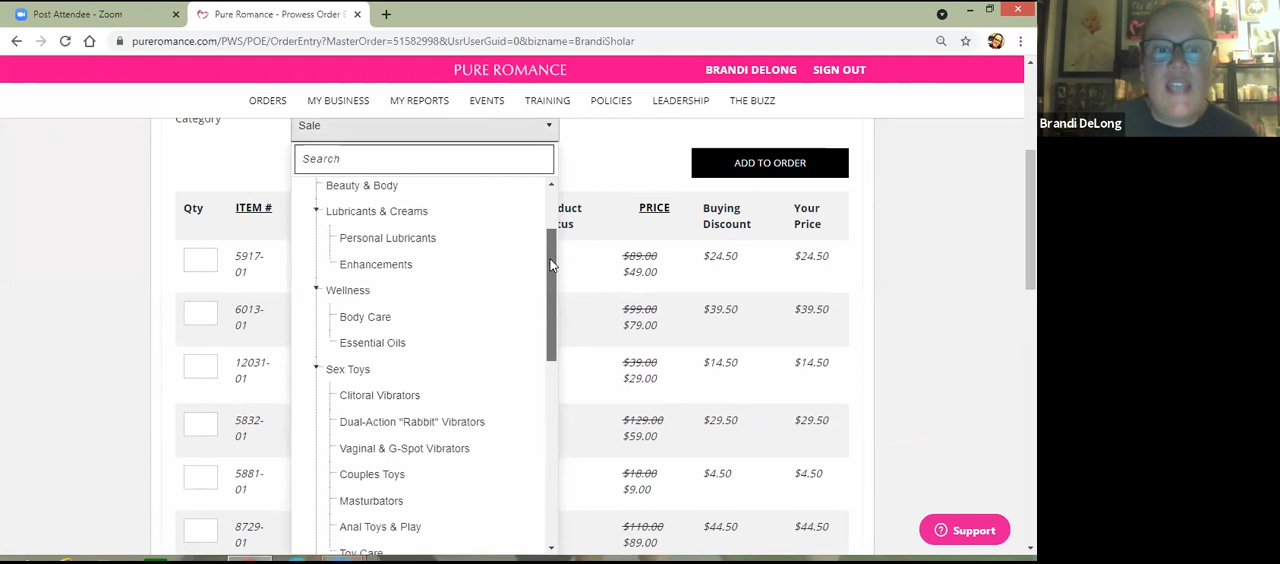 Post Attendee - Zoom
Pure Romance - Prowess Order E
pureromance.com/PWS/POE/OrderEntry?MasterOrder=51582998&UsrUserGuid=0&bizname=BrandiSholar
PURE ROMANCE
BRANDI DELONG
SIGN OUT
ORDERS
MY BUSINESS
MY REPORTS
EVENTS
TRAINING
POLICIES
LEADERSHIP
THE BUZZ
Brandi DeLong
Category
Sale
Search
ADD TO ORDER
Beauty & Body
Lubricants & Creams
Personal Lubricants
Enhancements
Wellness
Body Care
Essential Oils
Sex Toys
Clitoral Vibrators
Dual-Action "Rabbit" Vibrators
Vaginal & G-Spot Vibrators
Couples Toys
Masturbators
Anal Toys & Play
Toy Care
Qty
ITEM #
duct
tus
PRICE
Buying
Discount
Your
Price
5917-
01
$89.00
$49.00
$24.50
$24.50
6013-
01
$99.00
$79.00
$39.50
$39.50
12031-
01
$39.00
$29.00
$14.50
$14.50
5832-
01
$129.00
$59.00
$29.50
$29.50
5881-
01
$18.00
$9.00
$4.50
$4.50
8729-
01
$110.00
$89.00
$44.50
$44.50
Support